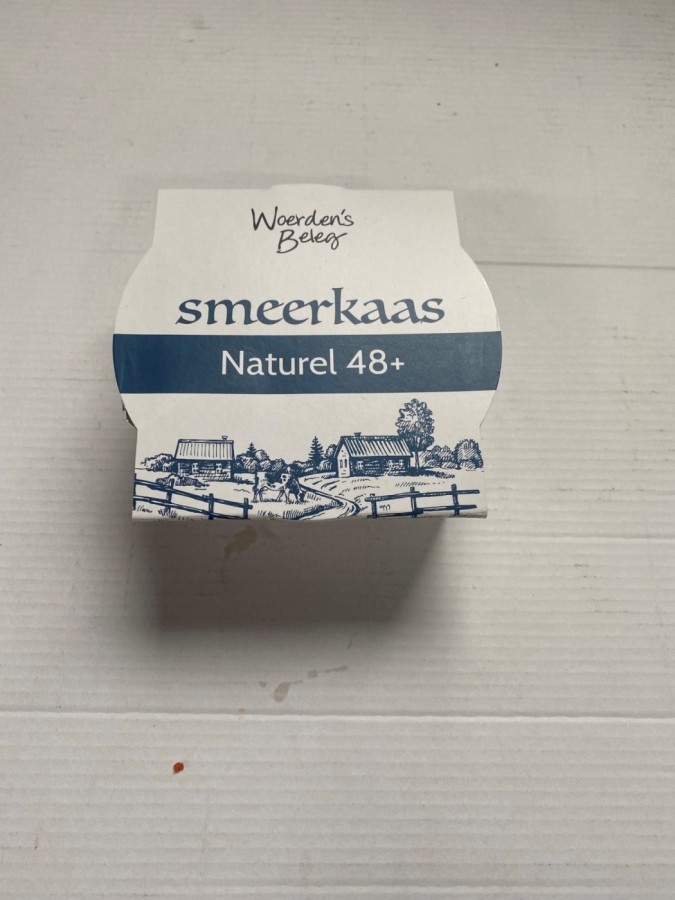 Woerden's
Beleg
smeerkaas
Naturel 48+